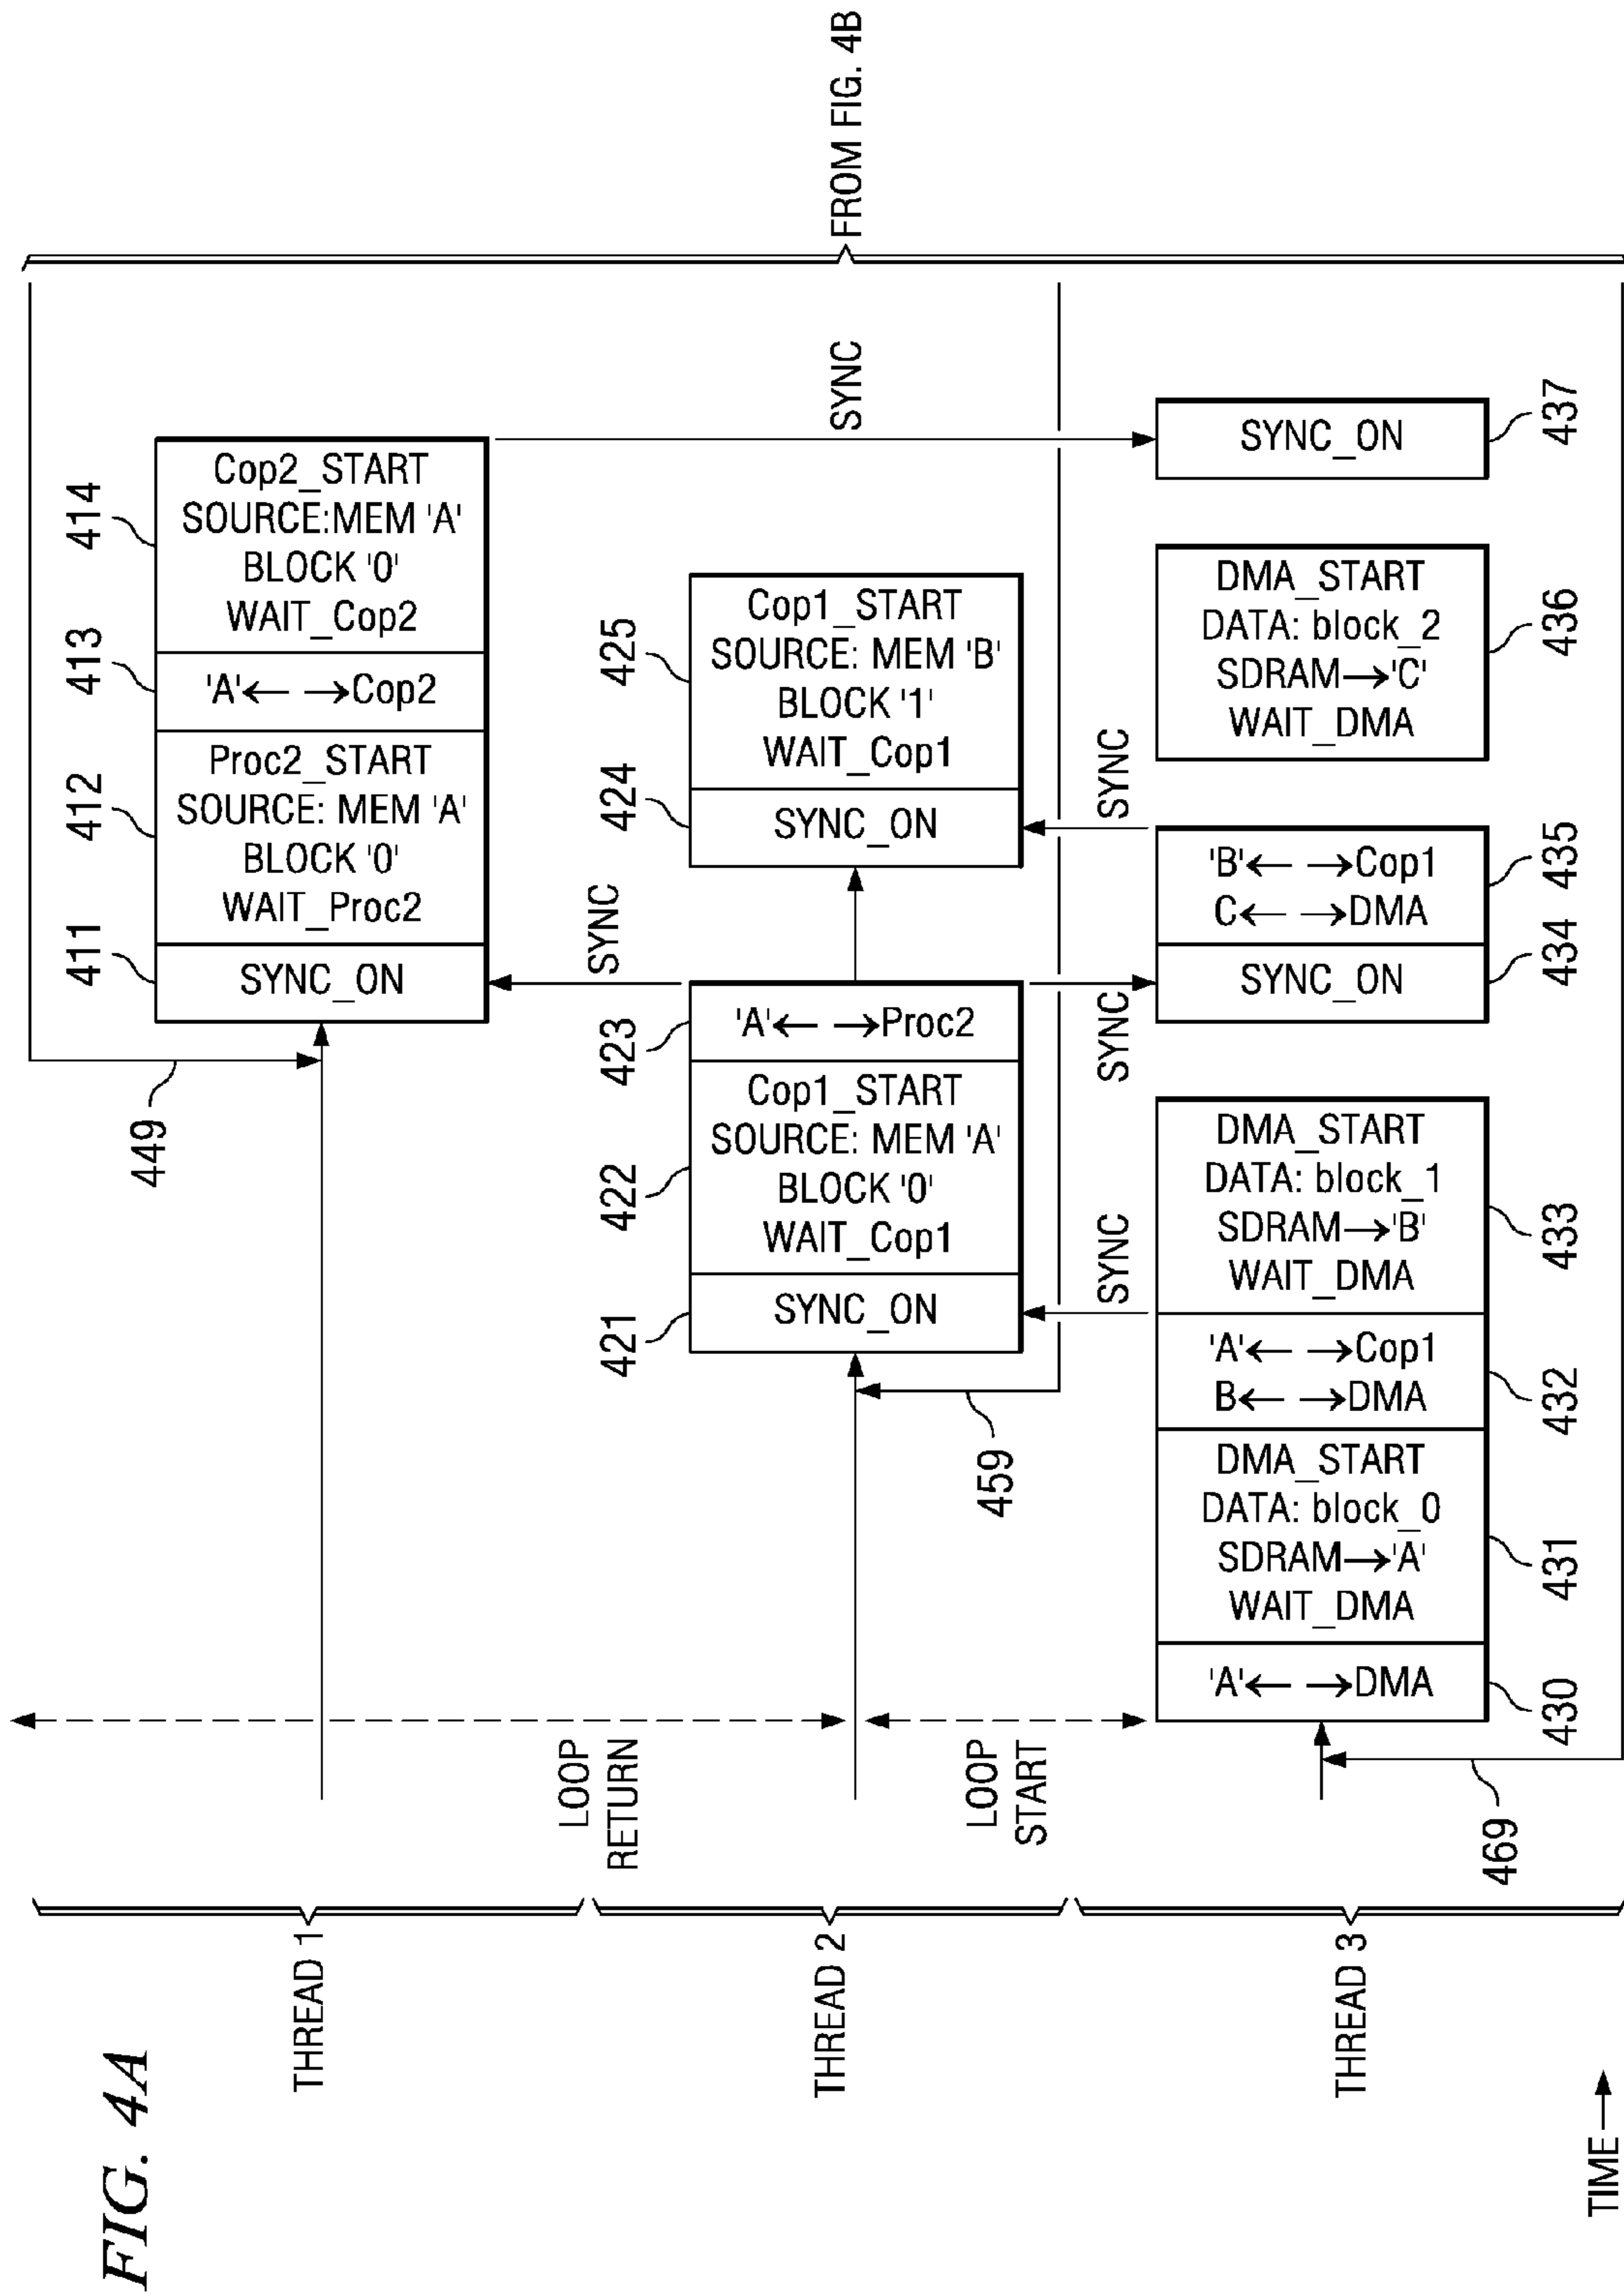 FIG. 4A
THREAD 1
449
411
SYNC_ON
412
Proc2_START
SOURCE: MEM 'A'
BLOCK '0'
WAIT_Proc2
413
'A'← →Cop2
414
Cop2_START
SOURCE:MEM 'A'
BLOCK '0'
WAIT_Cop2
LOOP
RETURN
SYNC
SYNC
FROM FIG. 4B
THREAD 2
459
421
SYNC_ON
422
Cop1_START
SOURCE: MEM 'A'
BLOCK '0'
WAIT_Cop1
423
'A'← →Proc2
424
SYNC_ON
425
Cop1_START
SOURCE: MEM 'B'
BLOCK '1'
WAIT_Cop1
LOOP
START
SYNC
SYNC
SYNC
THREAD 3
469
'A'← →DMA
430
DMA_START
DATA: block_0
SDRAM→'A'
WAIT_DMA
431
'A'← →Cop1
B← →DMA
432
DMA_START
DATA: block_1
SDRAM→'B'
WAIT_DMA
433
SYNC_ON
434
'B'← →Cop1
C← →DMA
435
DMA_START
DATA: block_2
SDRAM→'C'
WAIT_DMA
436
SYNC_ON
437
TIME→